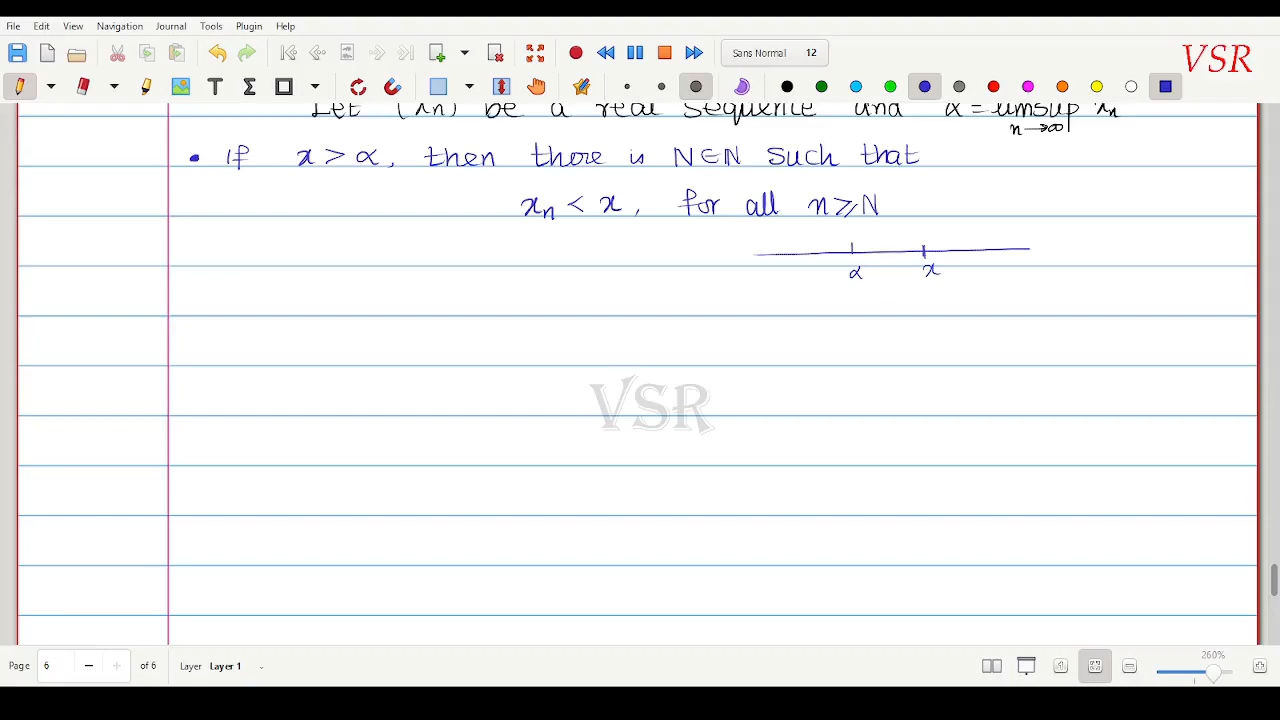 File Edit View Navigation Journal Tools Plugin Help
Sans Normal 12
VSR
Let (xn) be a real sequence and α = limsup xn
n→∞
• If x > α, then there is N∈ℕ such that
xn < x, for all n ≥ N
α x
VSR
Page 6 of 6 Layer Layer 1 260%